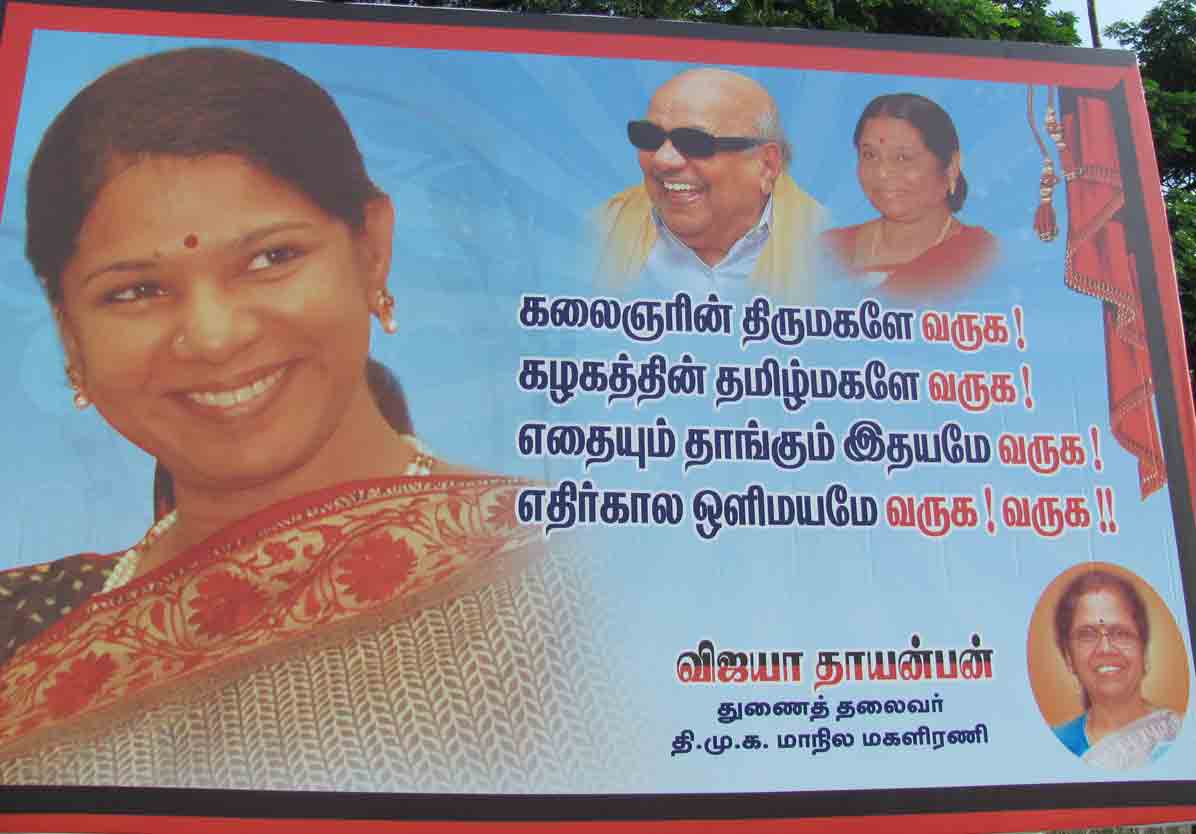 கலைஞரின் திருமகளே வருக!
கழகத்தின் தமிழ்மகளே வருக!
எதையும் தாங்கும் இதயமே வருக!
எதிர்கால ஒளிமயமே வருக! வருக!!
விஜயா தாயன்பன்
துணைத் தலைவர்
தி.மு.க. மாநில மகளிரணி